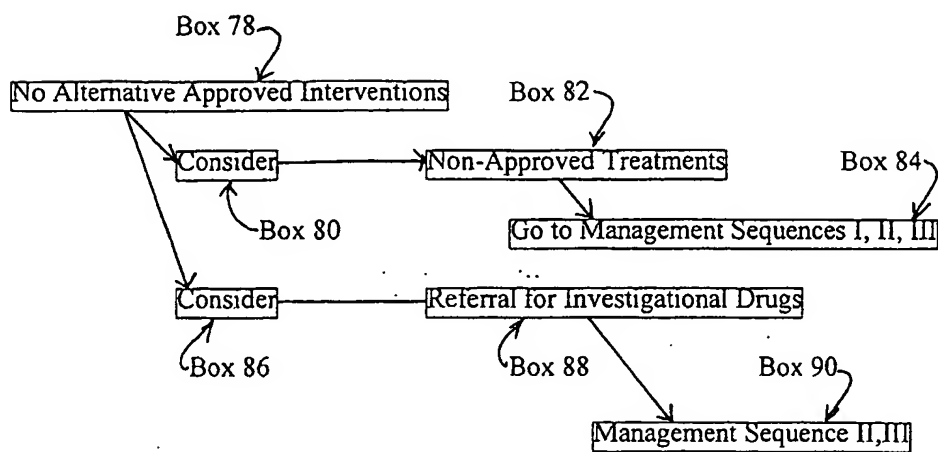 Box 78
No Alternative Approved Interventions
Box 82
Consider
Non-Approved Treatments
Box 84
Box 80
Go to Management Sequences I, II, III
Consider
Referral for Investigational Drugs
Box 86
Box 88
Box 90
Management Sequence II,III